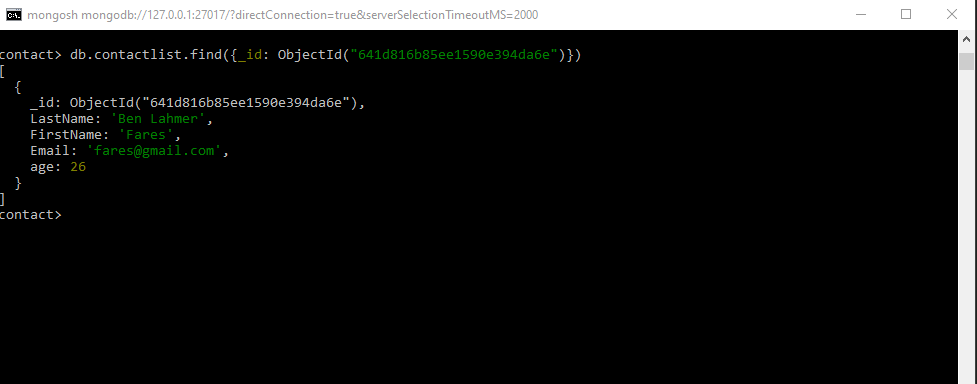 mongosh mongodb://127.0.0.1:27017/?directConnection=true&serverSelectionTimeoutMS=2000
contact> db.contactlist.find({_id: ObjectId("641d816b85ee1590e394da6e")})
[
  {
    _id: ObjectId("641d816b85ee1590e394da6e"),
    LastName: 'Ben Lahmer',
    FirstName: 'Fares',
    Email: 'fares@gmail.com',
    age: 26
  }
]
contact>